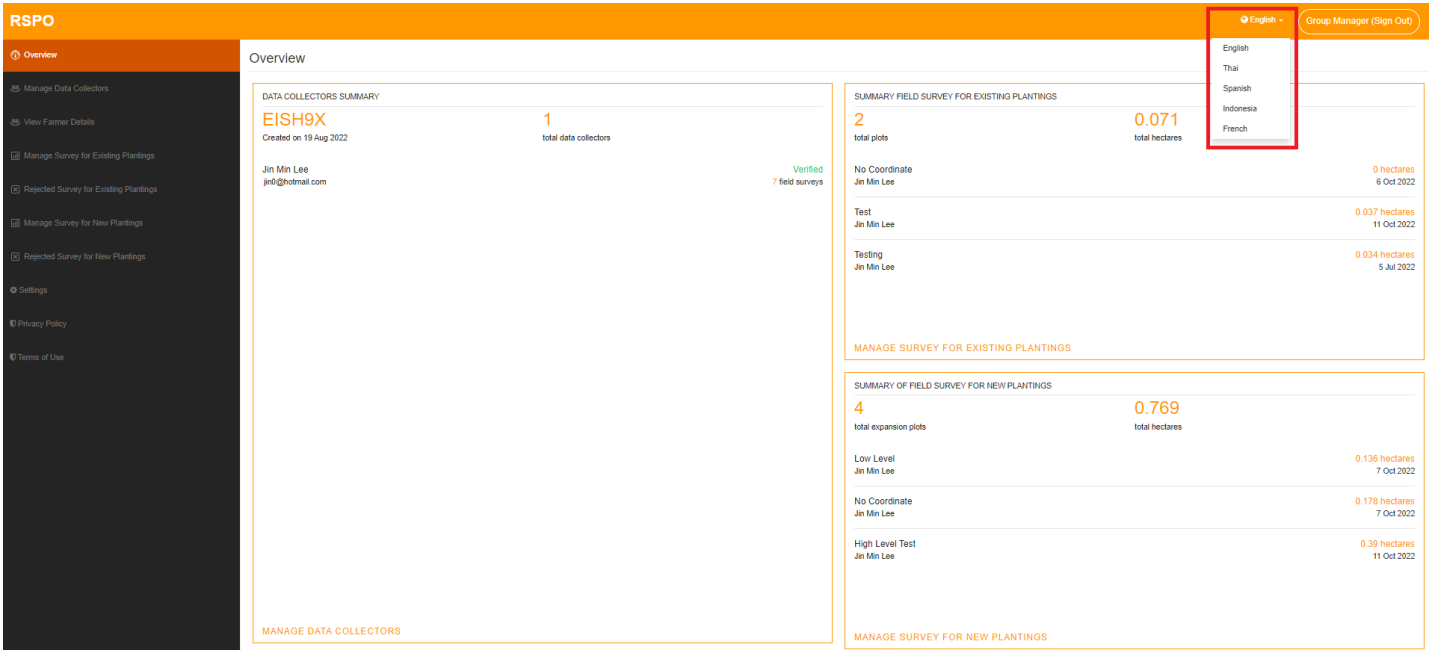 RSPO
English
Group Manager (Sign Out)
English
Thai
Spanish
Indonesia
French
Overview
Manage Data Collectors
View Farmer Details
Manage Survey for Existing Plantings
Rejected Survey for Existing Plantings
Manage Survey for New Plantings
Rejected Survey for New Plantings
Settings
Privacy Policy
Terms of Use
Overview
DATA COLLECTORS SUMMARY
EISH9X 1
Created on 19 Aug 2022 total data collectors
Jin Min Lee Verified
jin0@hotmail.com 7 field surveys
MANAGE DATA COLLECTORS
SUMMARY FIELD SURVEY FOR EXISTING PLANTINGS
2 0.071
total plots total hectares
No Coordinate 0 hectares
Jin Min Lee 6 Oct 2022
Test 0.037 hectares
Jin Min Lee 11 Oct 2022
Testing 0.034 hectares
Jin Min Lee 5 Jul 2022
MANAGE SURVEY FOR EXISTING PLANTINGS
SUMMARY OF FIELD SURVEY FOR NEW PLANTINGS
4 0.769
total expansion plots total hectares
Low Level 0.136 hectares
Jin Min Lee 7 Oct 2022
No Coordinate 0.178 hectares
Jin Min Lee 7 Oct 2022
High Level Test 0.39 hectares
Jin Min Lee 11 Oct 2022
MANAGE SURVEY FOR NEW PLANTINGS